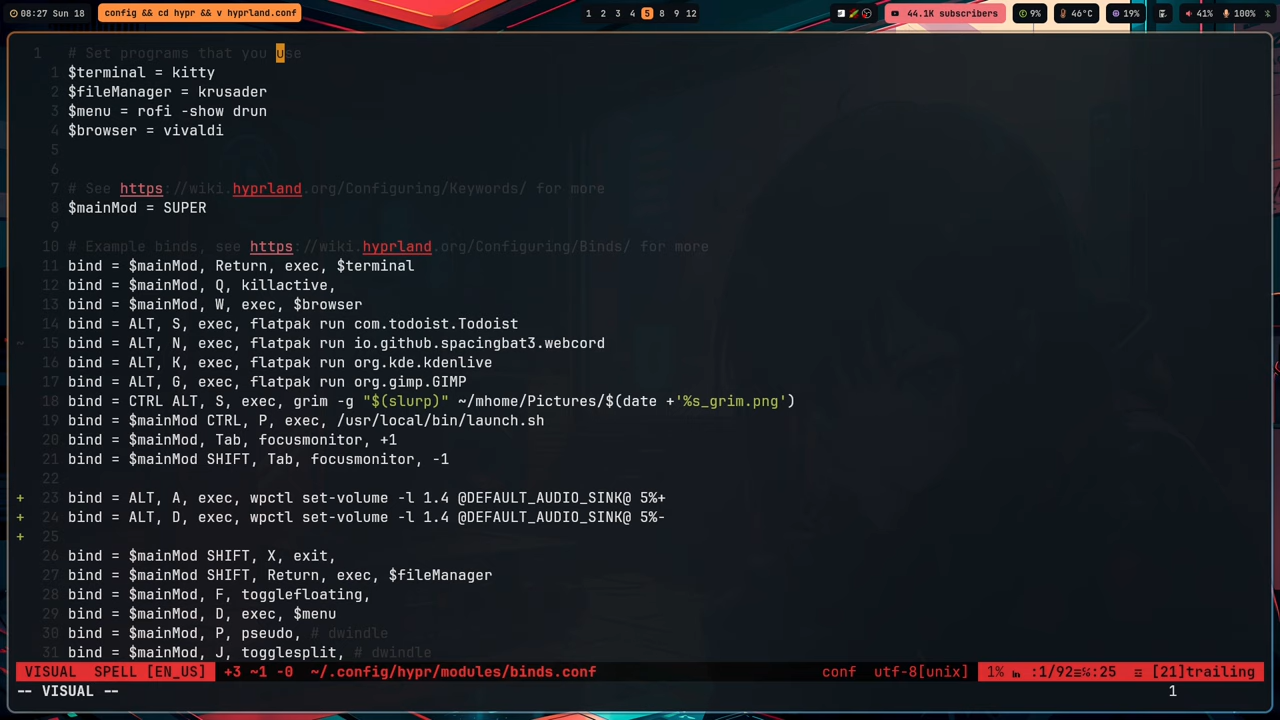 08:27 Sun 18 config && cd hypr && v hyprland.conf 1 2 3 4 5 8 9 12 44.1K subscribers 9% 46°C 19% 41% 100%
1 # Set programs that you use
1 $terminal = kitty
2 $fileManager = krusader
3 $menu = rofi -show drun
4 $browser = vivaldi
5
6
7 # See https://wiki.hyprland.org/Configuring/Keywords/ for more
8 $mainMod = SUPER
9
10 # Example binds, see https://wiki.hyprland.org/Configuring/Binds/ for more
11 bind = $mainMod, Return, exec, $terminal
12 bind = $mainMod, Q, killactive,
13 bind = $mainMod, W, exec, $browser
14 bind = ALT, S, exec, flatpak run com.todoist.Todoist
~ 15 bind = ALT, N, exec, flatpak run io.github.spacingbat3.webcord
16 bind = ALT, K, exec, flatpak run org.kde.kdenlive
17 bind = ALT, G, exec, flatpak run org.gimp.GIMP
18 bind = CTRL ALT, S, exec, grim -g "$(slurp)" ~/mhome/Pictures/$(date +'%s_grim.png')
19 bind = $mainMod CTRL, P, exec, /usr/local/bin/launch.sh
20 bind = $mainMod, Tab, focusmonitor, +1
21 bind = $mainMod SHIFT, Tab, focusmonitor, -1
22
+ 23 bind = ALT, A, exec, wpctl set-volume -l 1.4 @DEFAULT_AUDIO_SINK@ 5%+
+ 24 bind = ALT, D, exec, wpctl set-volume -l 1.4 @DEFAULT_AUDIO_SINK@ 5%-
+ 25
26 bind = $mainMod SHIFT, X, exit,
27 bind = $mainMod SHIFT, Return, exec, $fileManager
28 bind = $mainMod, F, togglefloating,
29 bind = $mainMod, D, exec, $menu
30 bind = $mainMod, P, pseudo, # dwindle
31 bind = $mainMod, J, togglesplit, # dwindle
VISUAL SPELL [EN_US] +3 ~1 -0 ~/.config/hypr/modules/binds.conf conf utf-8[unix] 1% ㏑ :1/92≡℅:25 ☲ [21]trailing
-- VISUAL -- 1